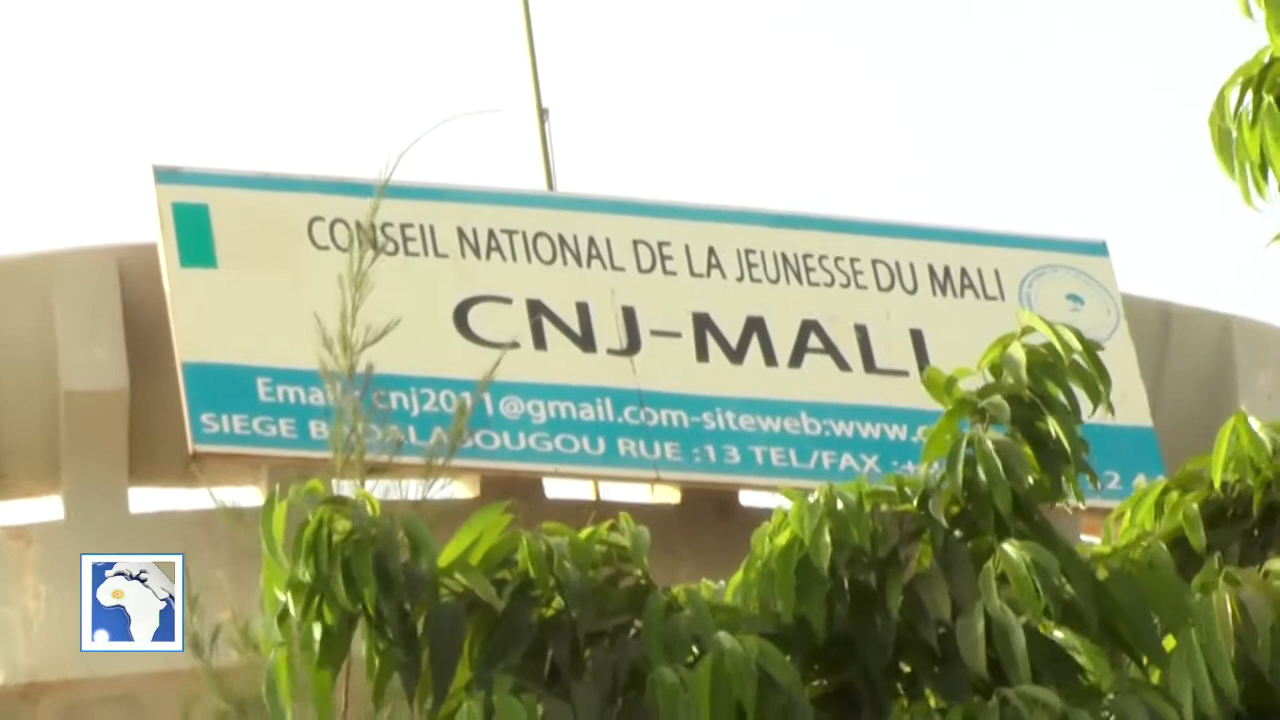 CONSEIL NATIONAL DE LA JEUNESSE DU MALI
CNJ-MALI
cnj2011@gmail.com-siteweb:www.
SIEGE RUE :13 TEL/FAX